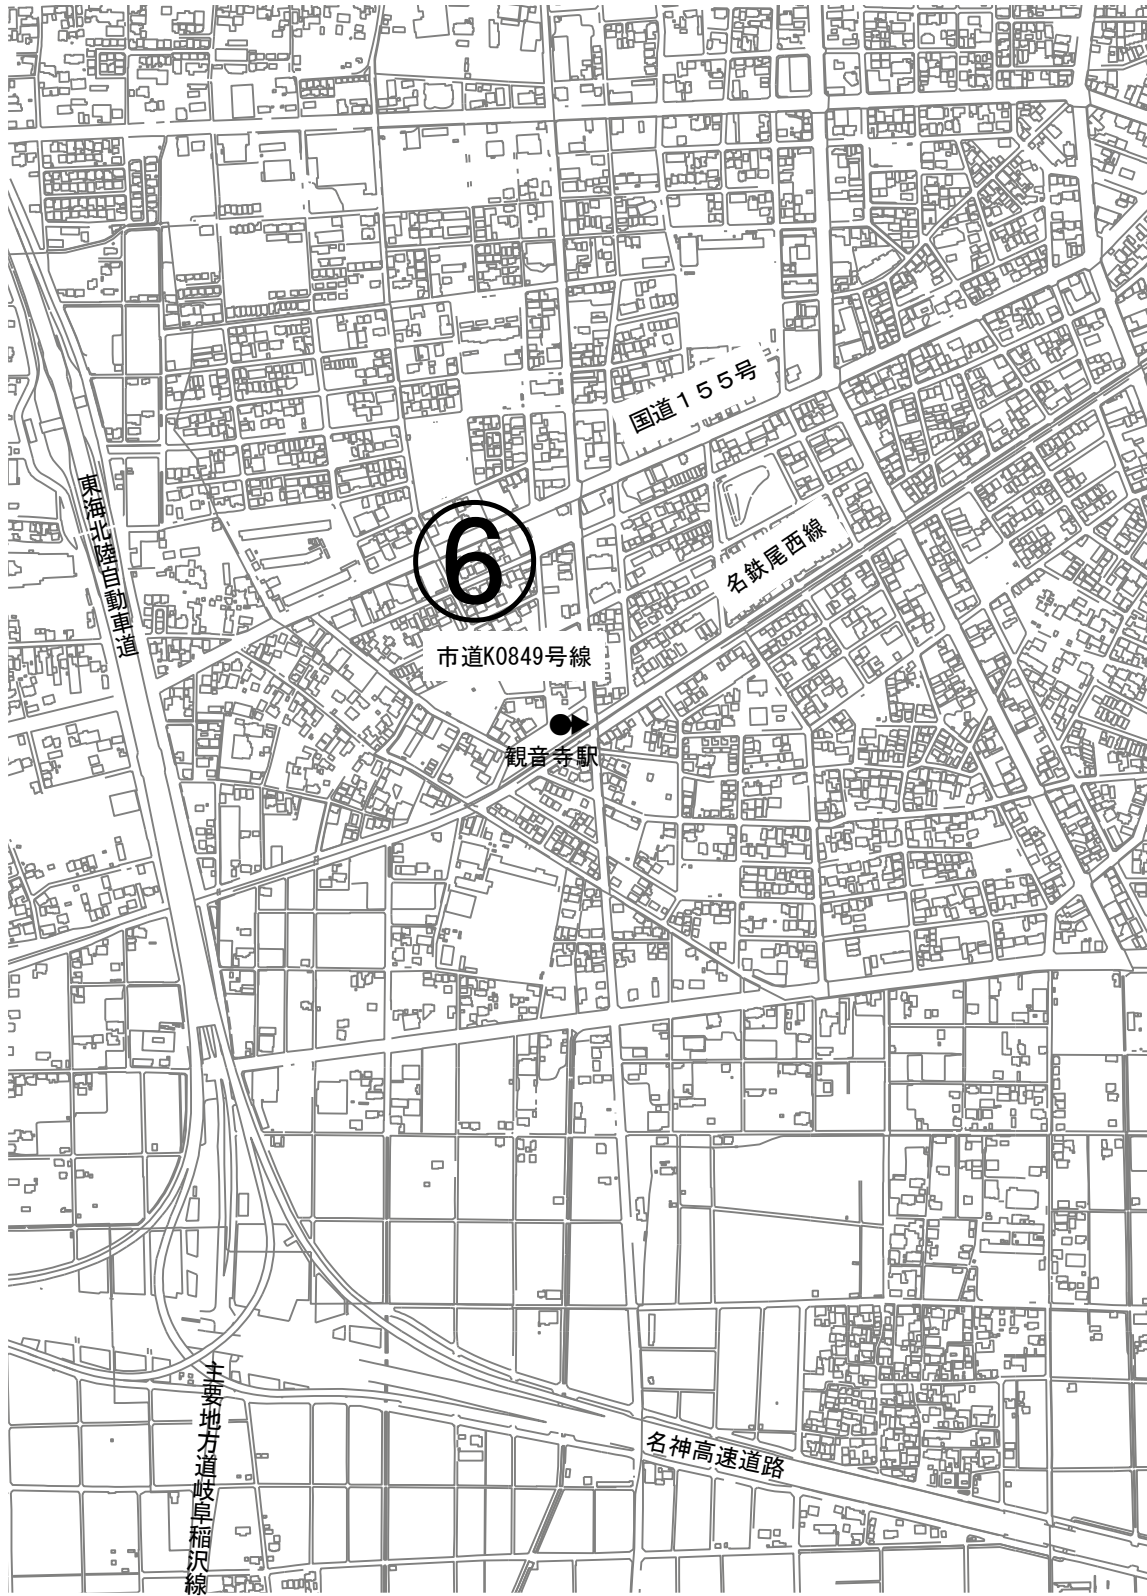 国道１５５号
東海北陸自動車道
名鉄尾西線
⑥
市道K0849号線
観音寺駅
主要地方道岐阜稲沢線
名神高速道路